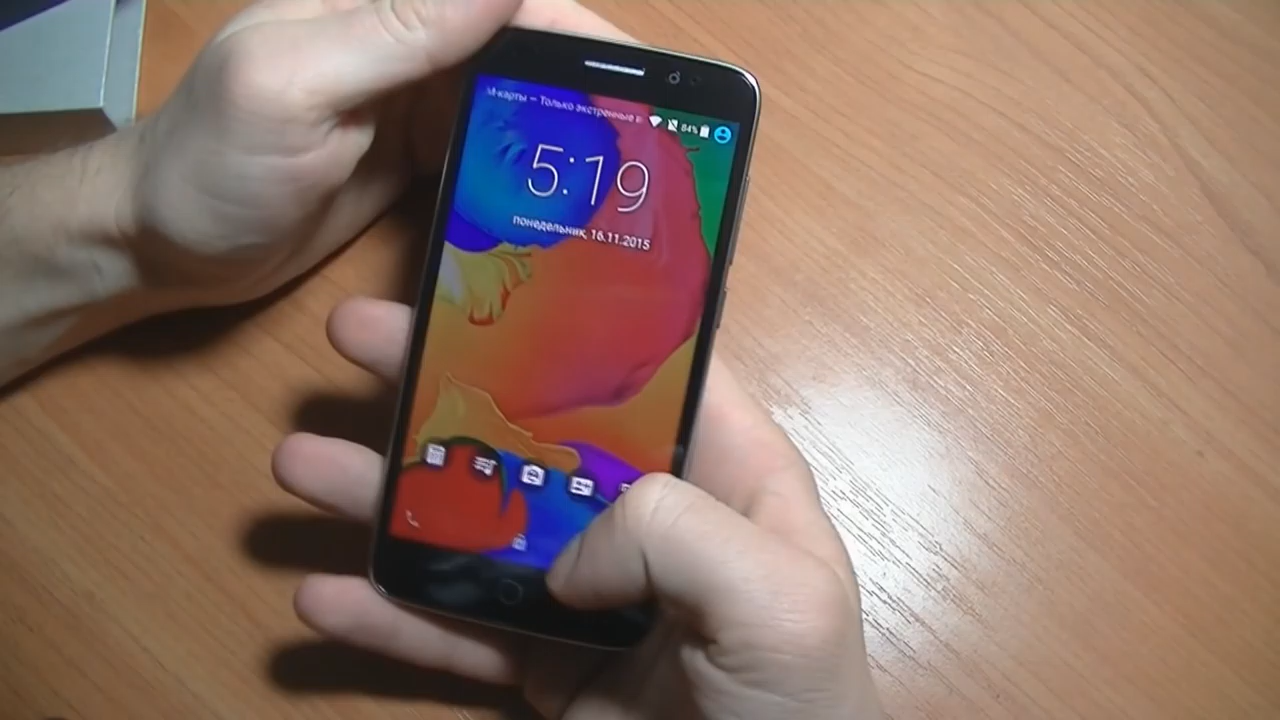 М-карты — Только экстренные в
84%
5:19
понедельник, 16.11.2015